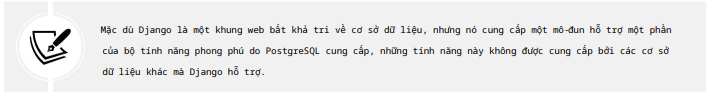 Mặc dù Django là một khung web bất khả tri về cơ sở dữ liệu, nhưng nó cung cấp một mô-đun hỗ trợ một phần
của bộ tính năng phong phú do PostgreSQL cung cấp, những tính năng này không được cung cấp bởi các cơ sở
dữ liệu khác mà Django hỗ trợ.